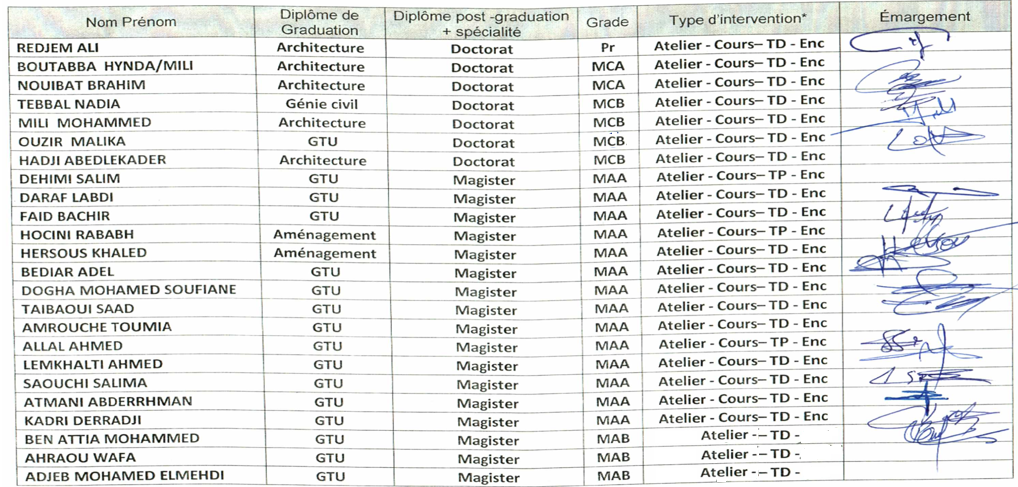 Nom Prénom Diplôme de Graduation Diplôme post -graduation + spécialité Grade Type d'intervention* Émargement
REDJEM ALI Architecture Doctorat Pr Atelier - Cours– TD - Enc
BOUTABBA HYNDA/MILI Architecture Doctorat MCA Atelier - Cours– TD - Enc
NOUIBAT BRAHIM Architecture Doctorat MCA Atelier - Cours– TD - Enc
TEBBAL NADIA Génie civil Doctorat MCB Atelier - Cours– TD - Enc
MILI MOHAMMED Architecture Doctorat MCB Atelier - Cours– TD - Enc
OUZIR MALIKA GTU Doctorat MCB Atelier - Cours– TD - Enc
HADJI ABEDLEKADER Architecture Doctorat MCB Atelier - Cours– TD - Enc
DEHIMI SALIM GTU Magister MAA Atelier - Cours– TP - Enc
DARAF LABDI GTU Magister MAA Atelier - Cours– TD - Enc
FAID BACHIR GTU Magister MAA Atelier - Cours– TD - Enc
HOCINI RABABH Aménagement Magister MAA Atelier - Cours– TP - Enc
HERSOUS KHALED Aménagement Magister MAA Atelier - Cours– TD - Enc
BEDIAR ADEL GTU Magister MAA Atelier - Cours– TD - Enc
DOGHA MOHAMED SOUFIANE GTU Magister MAA Atelier - Cours– TD - Enc
TAIBAOUI SAAD GTU Magister MAA Atelier - Cours– TD - Enc
AMROUCHE TOUMIA GTU Magister MAA Atelier - Cours– TD - Enc
ALLAL AHMED GTU Magister MAA Atelier - Cours– TP - Enc
LEMKHALTI AHMED GTU Magister MAA Atelier - Cours– TD - Enc
SAOUCHI SALIMA GTU Magister MAA Atelier - Cours– TD - Enc
ATMANI ABDERRHMAN GTU Magister MAA Atelier - Cours– TD - Enc
KADRI DERRADJI GTU Magister MAA Atelier - Cours– TD - Enc
BEN ATTIA MOHAMMED GTU Magister MAB Atelier -– TD -
AHRAOU WAFA GTU Magister MAB Atelier -– TD -
ADJEB MOHAMED ELMEHDI GTU Magister MAB Atelier -– TD -